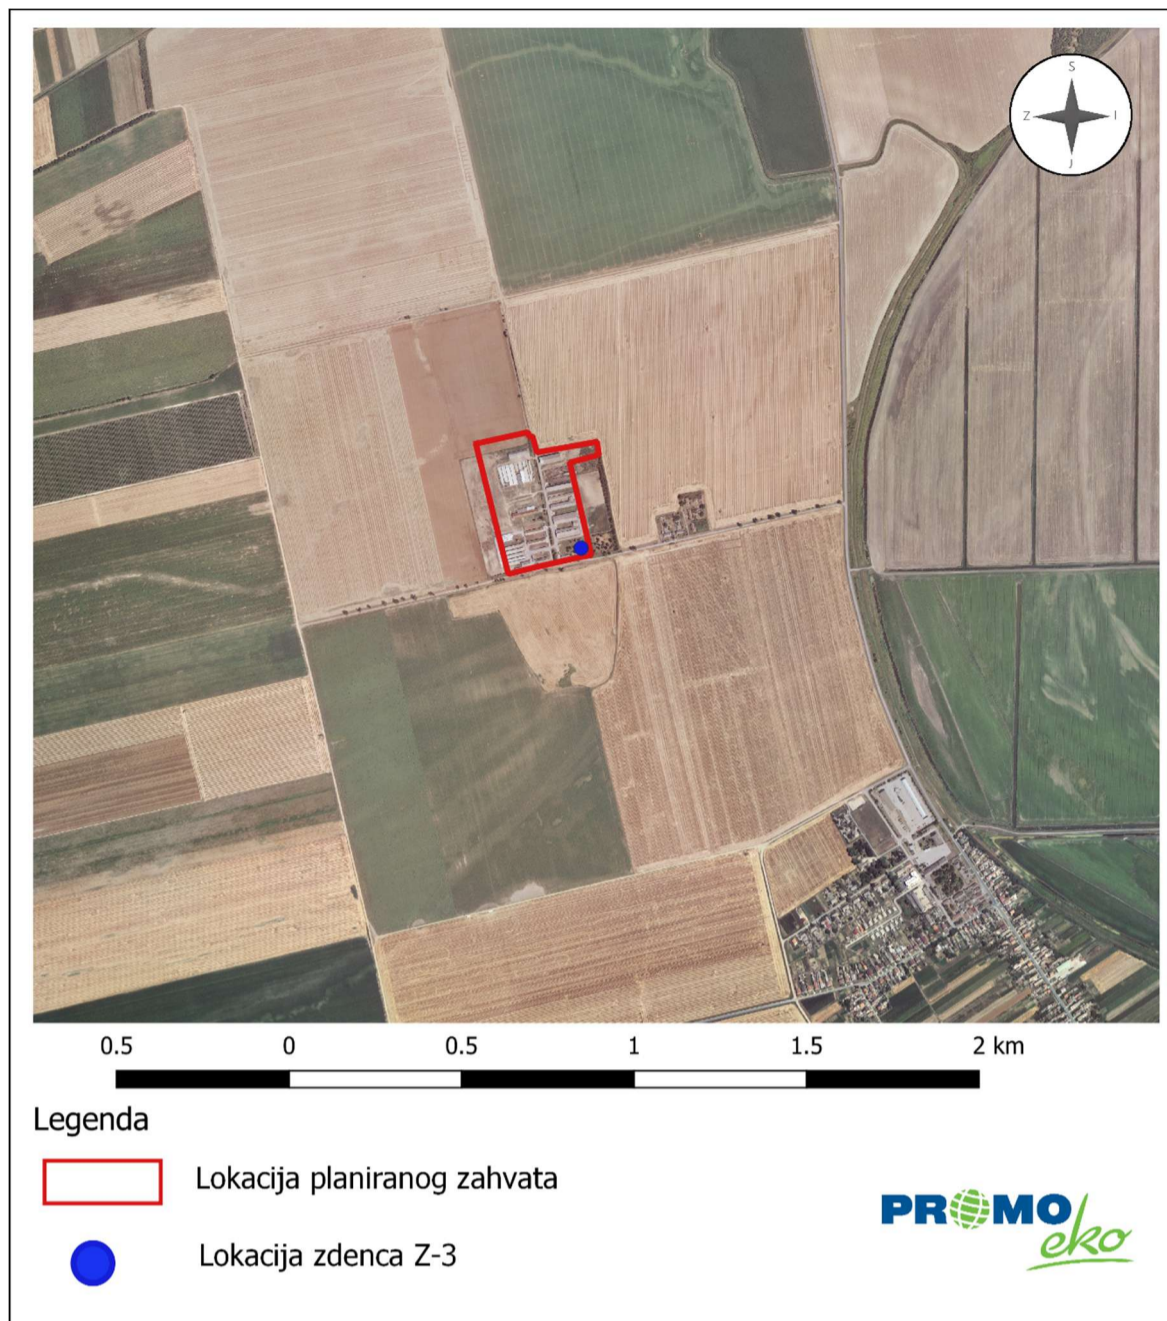 S
Z I
J
0.5 0 0.5 1 1.5 2 km
Legenda
Lokacija planiranog zahvata
Lokacija zdenca Z-3
PROMO
eko